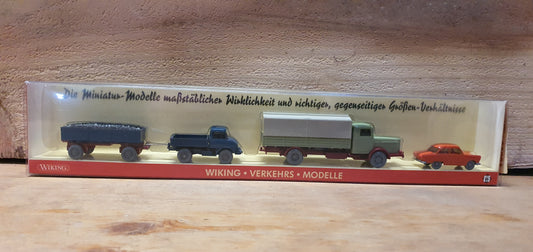 Die Miniatur-Modelle maßstäblicher Wirklichkeit und richtiger, gegenseitiger Größen-Verhältnisse
WIKING
WIKING • VERKEHRS • MODELLE